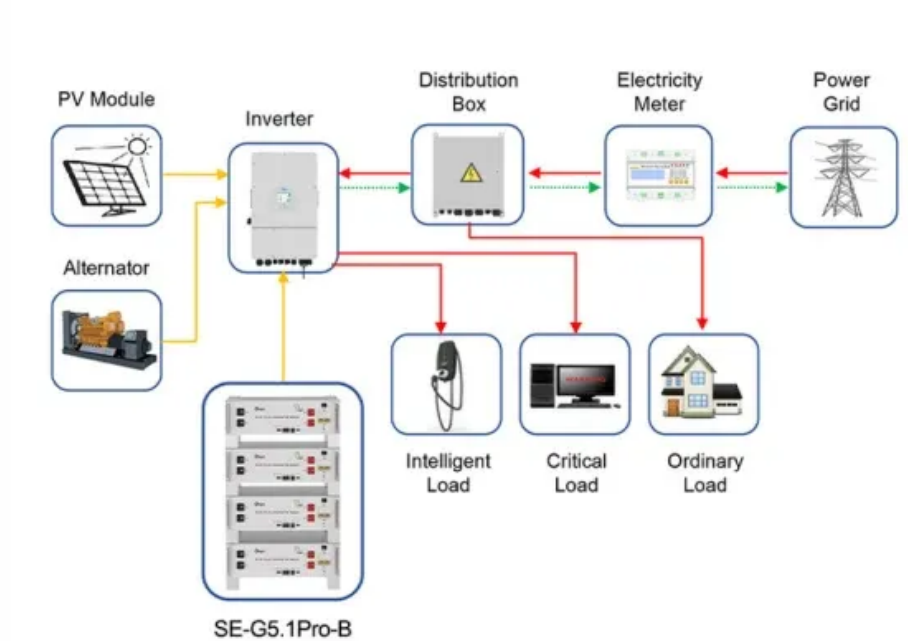 PV Module
Inverter
Distribution
Box
Electricity
Meter
Power
Grid
Alternator
Intelligent
Load
Critical
Load
Ordinary
Load
SE-G5.1Pro-B